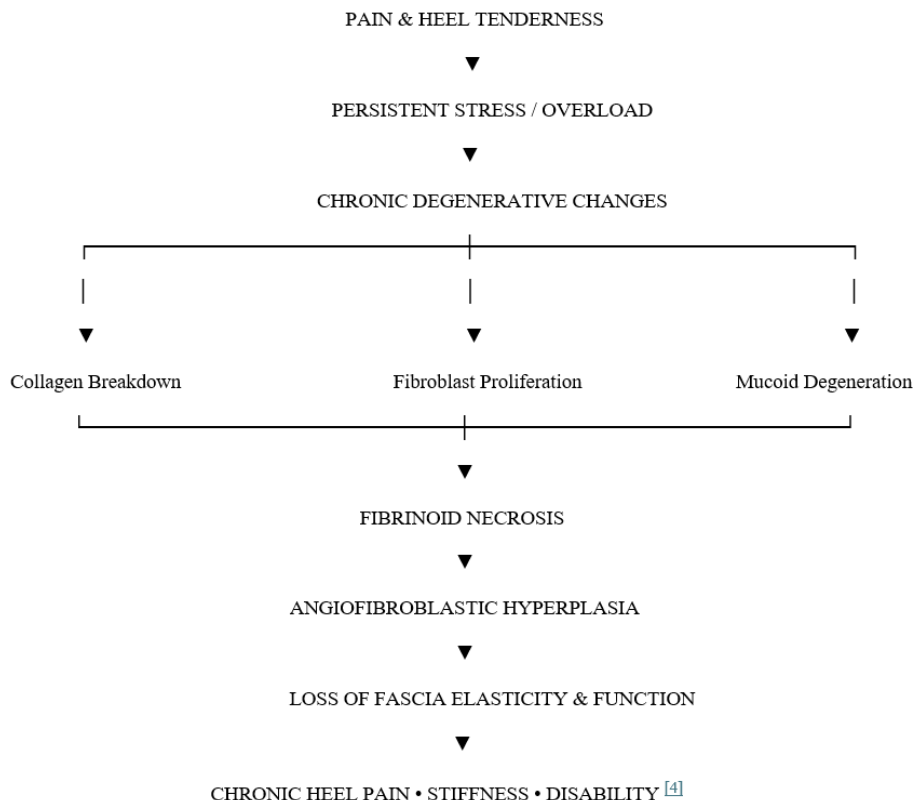 PAIN & HEEL TENDERNESS
PERSISTENT STRESS / OVERLOAD
CHRONIC DEGENERATIVE CHANGES
Collagen Breakdown Fibroblast Proliferation Mucoid Degeneration
FIBRINOID NECROSIS
ANGIOFIBROBLASTIC HYPERPLASIA
LOSS OF FASCIA ELASTICITY & FUNCTION
CHRONIC HEEL PAIN • STIFFNESS • DISABILITY [4]